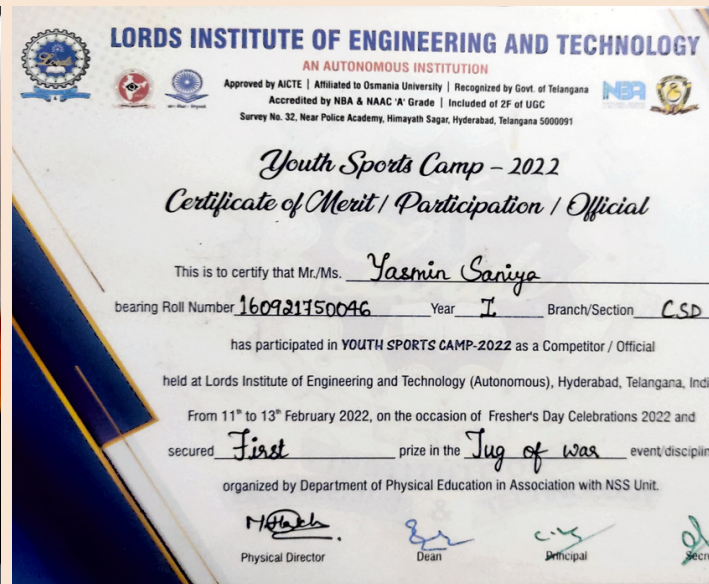 LORDS INSTITUTE OF ENGINEERING AND TECHNOLOGY
AN AUTONOMOUS INSTITUTION
Approved by AICTE | Affiliated to Osmania University | Recognized by Govt. of Telangana
Accredited by NBA & NAAC 'A' Grade | Included of 2F of UGC
Survey No. 32, Near Police Academy, Himayath Sagar, Hyderabad, Telangana 5000091
Lords
NBA
Youth Sports Camp – 2022
Certificate of Merit / Participation / Official
This is to certify that Mr./Ms. Yasmin Saniya
bearing Roll Number 160921750046 Year I Branch/Section CSD
has participated in YOUTH SPORTS CAMP-2022 as a Competitor / Official
held at Lords Institute of Engineering and Technology (Autonomous), Hyderabad, Telangana, Indi
From 11th to 13th February 2022, on the occasion of Fresher's Day Celebrations 2022 and
secured First prize in the Tug of war event/disciplin
organized by Department of Physical Education in Association with NSS Unit.
Physical Director Dean Principal Secre